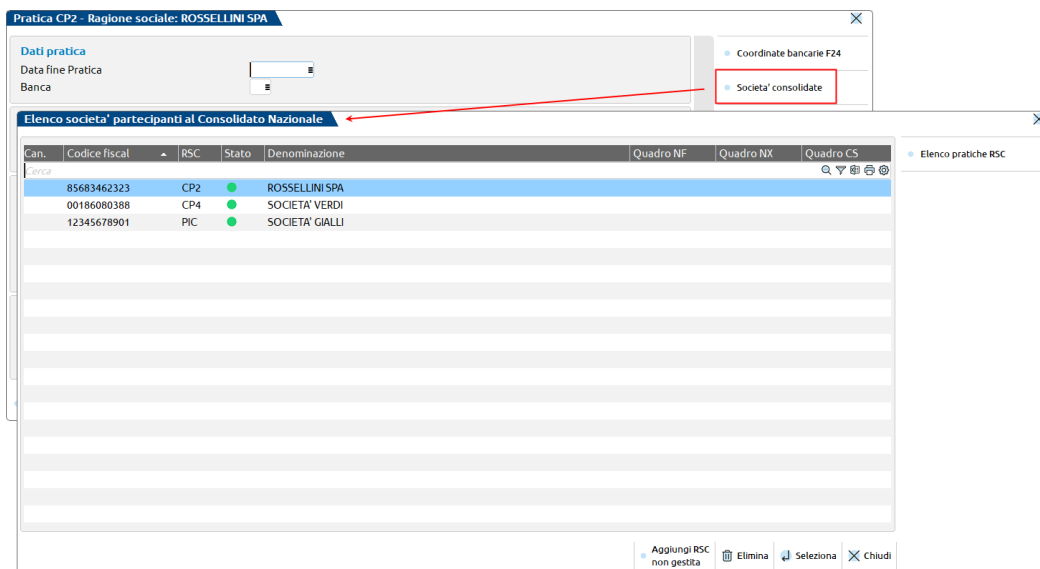 Pratica CP2 - Ragione sociale: ROSSELLINI SPA
Dati pratica
Data fine Pratica
Banca
Coordinate bancarie F24
Societa' consolidate
Elenco societa' partecipanti al Consolidato Nazionale
Can. Codice fiscal RSC Stato Denominazione Quadro NF Quadro NX Quadro CS
Cerca
85683462323 CP2 ROSSELLINI SPA
00186080388 CP4 SOCIETA' VERDI
12345678901 PIC SOCIETA' GIALLI
Elenco pratiche RSC
Aggiungi RSC
non gestita
Elimina
Seleziona
Chiudi